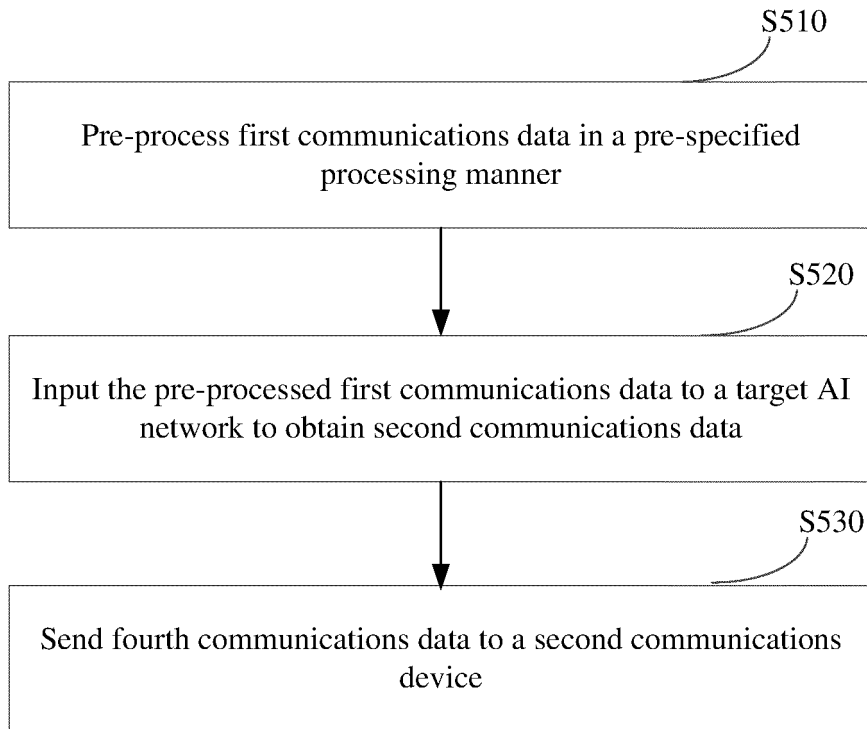 S510
Pre-process first communications data in a pre-specified
processing manner
S520
Input the pre-processed first communications data to a target AI
network to obtain second communications data
S530
Send fourth communications data to a second communications
device